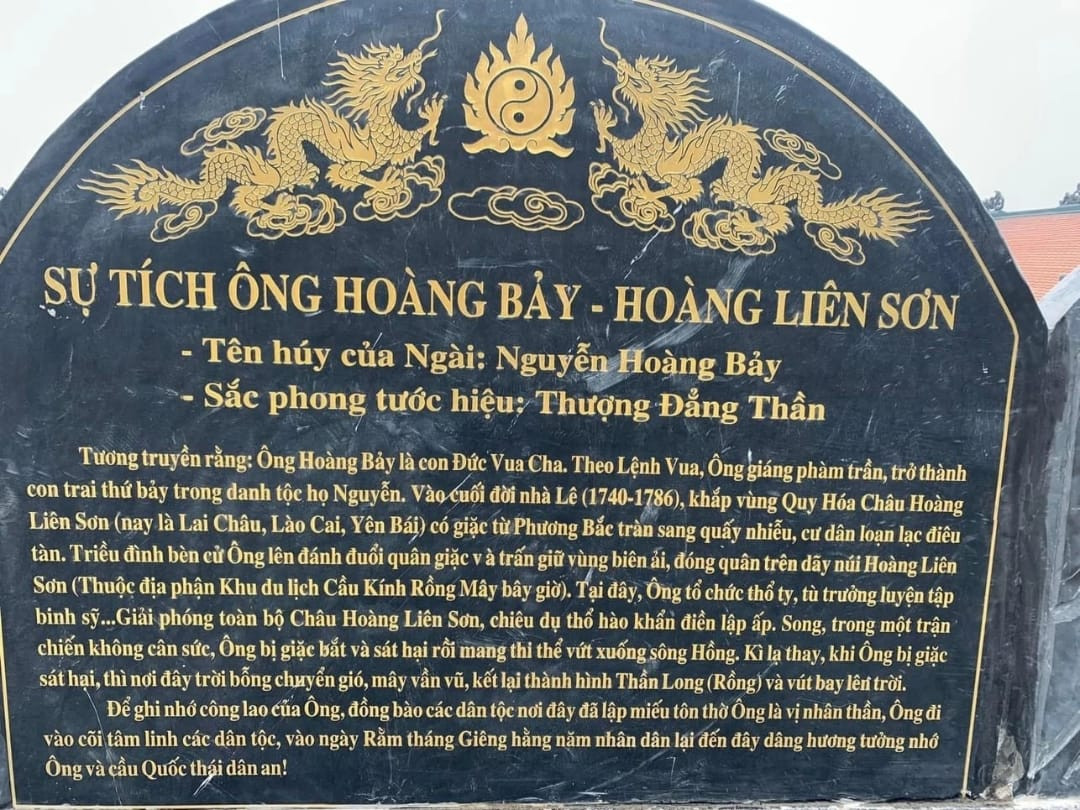 SỰ TÍCH ÔNG HOÀNG BẢY - HOÀNG LIÊN SƠN
- Tên húy của Ngài: Nguyễn Hoàng Bảy
- Sắc phong tước hiệu: Thượng Đẳng Thần
Tương truyền rằng: Ông Hoàng Bảy là con Đức Vua Cha. Theo Lệnh Vua, Ông giáng phàm trần, trở thành
con trai thứ bảy trong danh tộc họ Nguyễn. Vào cuối đời nhà Lê (1740-1786), khắp vùng Quy Hóa Châu Hoàng
Liên Sơn (nay là Lai Châu, Lào Cai, Yên Bái) có giặc từ Phương Bắc tràn sang quấy nhiễu, cư dân loạn lạc điêu
tàn. Triều đình bèn cử Ông lên đánh đuổi quân giặc và trấn giữ vùng biên ải, đóng quân trên dãy núi Hoàng Liên
Sơn (Thuộc địa phận Khu du lịch Cầu Kính Rồng Mây bây giờ). Tại đây, Ông tổ chức thổ ty, tù trưởng luyện tập
binh sỹ...Giải phóng toàn bộ Châu Hoàng Liên Sơn, chiêu dụ thổ hào khẩn điền lập ấp. Song, trong một trận
chiến không cân sức, Ông bị giặc bắt và sát hại rồi mang thi thể vứt xuống sông Hồng. Kì lạ thay, khi Ông bị giặc
sát hại, thì nơi đây trời bỗng chuyển gió, mây vần vũ, kết lại thành hình Thần Long (Rồng) và vút bay lên trời.
Để ghi nhớ công lao của Ông, đồng bào các dân tộc nơi đây đã lập miếu tôn thờ Ông là vị nhân thần, Ông đi
vào cõi tâm linh các dân tộc, vào ngày Rằm tháng Giêng hằng năm nhân dân lại đến đây dâng hương tưởng nhớ
Ông và cầu Quốc thái dân an!